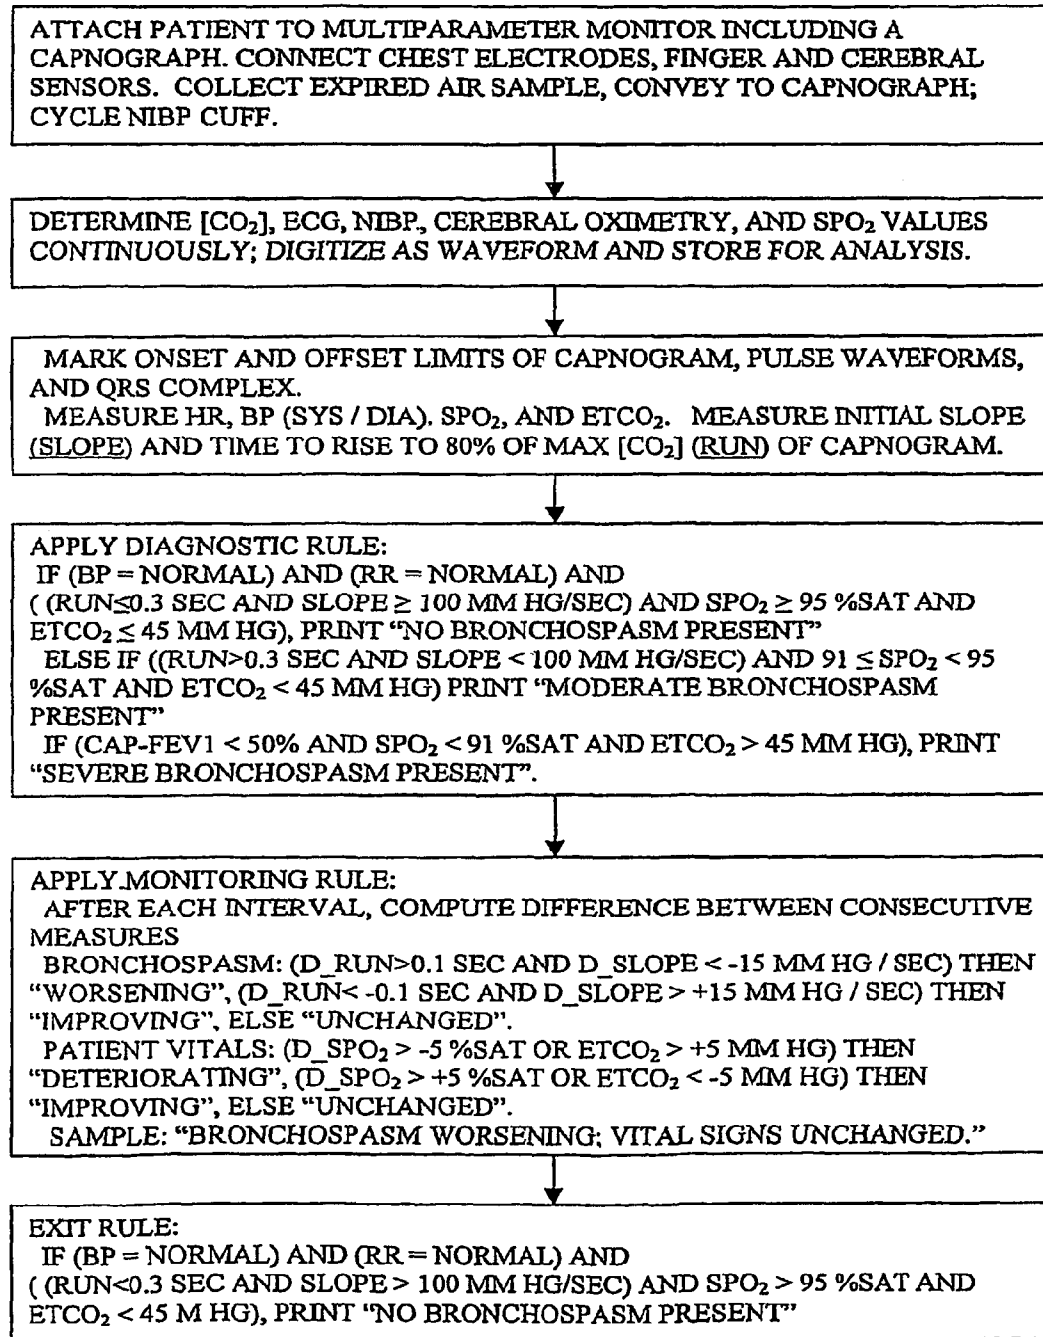 ATTACH PATIENT TO MULTIPARAMETER MONITOR INCLUDING A
CAPNOGRAPH. CONNECT CHEST ELECTRODES, FINGER AND CEREBRAL
SENSORS. COLLECT EXPIRED AIR SAMPLE, CONVEY TO CAPNOGRAPH;
CYCLE NIBP CUFF.
DETERMINE [CO₂], ECG, NIBP., CEREBRAL OXIMETRY, AND SPO₂ VALUES
CONTINUOUSLY; DIGITIZE AS WAVEFORM AND STORE FOR ANALYSIS.
MARK ONSET AND OFFSET LIMITS OF CAPNOGRAM, PULSE WAVEFORMS,
AND QRS COMPLEX.
MEASURE HR, BP (SYS / DIA). SPO₂, AND ETCO₂. MEASURE INITIAL SLOPE
(SLOPE) AND TIME TO RISE TO 80% OF MAX [CO₂] (RUN) OF CAPNOGRAM.
APPLY DIAGNOSTIC RULE:
IF (BP = NORMAL) AND (RR = NORMAL) AND
( (RUN≤0.3 SEC AND SLOPE ≥ 100 MM HG/SEC) AND SPO₂ ≥ 95 %SAT AND
ETCO₂ ≤ 45 MM HG), PRINT “NO BRONCHOSPASM PRESENT”
ELSE IF ((RUN>0.3 SEC AND SLOPE < 100 MM HG/SEC) AND 91 ≤ SPO₂ < 95
%SAT AND ETCO₂ < 45 MM HG) PRINT “MODERATE BRONCHOSPASM
PRESENT”
IF (CAP-FEV1 < 50% AND SPO₂ < 91 %SAT AND ETCO₂ > 45 MM HG), PRINT
“SEVERE BRONCHOSPASM PRESENT”.
APPLY MONITORING RULE:
AFTER EACH INTERVAL, COMPUTE DIFFERENCE BETWEEN CONSECUTIVE
MEASURES
BRONCHOSPASM: (D_RUN>0.1 SEC AND D_SLOPE < -15 MM HG / SEC) THEN
“WORSENING”, (D_RUN< -0.1 SEC AND D_SLOPE > +15 MM HG / SEC) THEN
“IMPROVING”, ELSE “UNCHANGED”.
PATIENT VITALS: (D_SPO₂ > -5 %SAT OR ETCO₂ > +5 MM HG) THEN
“DETERIORATING”, (D_SPO₂ > +5 %SAT OR ETCO₂ < -5 MM HG) THEN
“IMPROVING”, ELSE “UNCHANGED”.
SAMPLE: “BRONCHOSPASM WORSENING; VITAL SIGNS UNCHANGED.”
EXIT RULE:
IF (BP = NORMAL) AND (RR = NORMAL) AND
( (RUN<0.3 SEC AND SLOPE > 100 MM HG/SEC) AND SPO₂ > 95 %SAT AND
ETCO₂ < 45 M HG), PRINT “NO BRONCHOSPASM PRESENT”